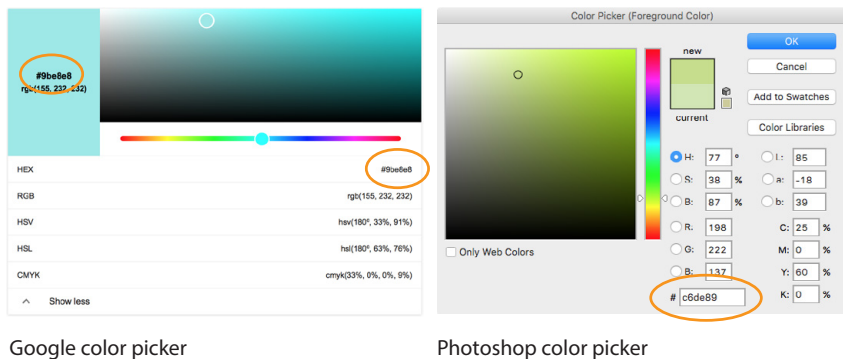 #9be8e8
rgb(155, 232, 232)
HEX #9be8e8
RGB rgb(155, 232, 232)
HSV hsv(180º, 33%, 91%)
HSL hsl(180º, 63%, 76%)
CMYK cmyk(33%, 0%, 0%, 9%)
Show less
Google color picker
Color Picker (Foreground Color)
new
current
OK
Cancel
Add to Swatches
Color Libraries
H: 77 ° L: 85
S: 38 % a: -18
B: 87 % b: 39
R: 198 C: 25 %
G: 222 M: 0 %
B: 137 Y: 60 %
# c6de89 K: 0 %
Only Web Colors
Photoshop color picker